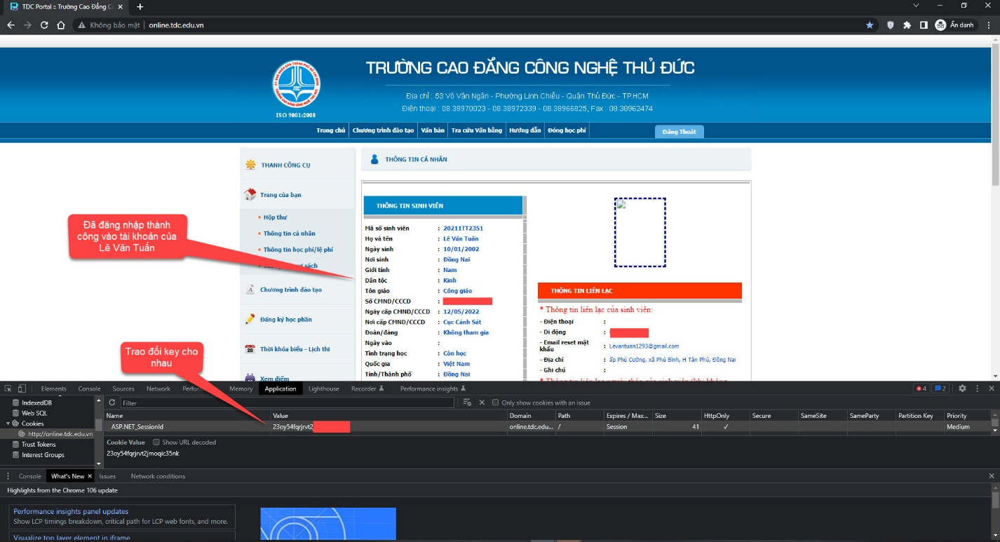 TDC Portal :: Trường Cao Đẳng C
Không bảo mật
online.tdc.edu.vn
Ẩn danh
TRƯỜNG CAO ĐẲNG CÔNG NGHỆ THỦ ĐỨC
Địa chỉ : 53 Võ Văn Ngân - Phường Linh Chiểu - Quận Thủ Đức - TP.HCM
Điện thoại : 08.38970023 - 08.38972339 - 08.38966825, Fax : 08.38962474
TDC
ISO 9001:2008
Trang chủ
Chương trình đào tạo
Văn bản
Tra cứu Văn bằng
Hướng dẫn
Đóng học phí
Đăng Thoát
THANH CÔNG CỤ
Trang của bạn
Hộp thư
Thông tin cá nhân
Thông tin học phí/lệ phí
sách
Chương trình đào tạo
Đăng ký học phần
28
Thời khóa biểu - Lịch thi
Xem điểm
Đã đăng nhập thành
công vào tài khoản của
Lê Văn Tuấn
Trao đổi key cho
nhau
THÔNG TIN CÁ NHÂN
THÔNG TIN SINH VIÊN
Mã số sinh viên : 20211TT2351
Họ và tên : Lê Văn Tuấn
Ngày sinh : 10/01/2002
Nơi sinh : Đồng Nai
Giới tính : Nam
Dân tộc : Kinh
Tôn giáo : Công giáo
Số CMND/CCCD :
Ngày cấp CMND/CCCD : 12/05/2022
Nơi cấp CMND/CCCD : Cục Cảnh Sát
Đoàn/đảng : Không tham gia
Ngày vào :
Tình trạng học : Còn học
Quốc gia : Việt Nam
Tỉnh/Thành phố : Đồng Nai
THÔNG TIN LIÊN LẠC
* Thông tin liên lạc của sinh viên:
- Điện thoại :
- Di động :
- Email reset mật
khẩu : Levantuan1293@gmail.com
- Địa chỉ : ấp Phú Cường, xã Phú Bình, H Tân Phú, Đồng Nai
- Ghi chú :
Elements
Console
Sources
Network
Memory
Application
Lighthouse
Recorder
Performance insights
4
2
IndexedDB
Web SQL
Cookies
http://online.tdc.edu.vn
Trust Tokens
Interest Groups
Filter
Only show cookies with an issue
Name Value Domain Path Expires / Max... Size HttpOnly Secure SameSite SameParty Partition Key Priority
ASP.NET_SessionId 23oy54fqrjrvt2 online.tdc.edu... / Session 41 ✓ Medium
Cookie Value Show URL decoded
23oy54fqrjrvt2jmoqic35nk
Console
What's New
Issues
Network conditions
Highlights from the Chrome 106 update
Performance insights panel updates
Show LCP timings breakdown, critical path for LCP web fonts, and more.
Visualize top layer element in iframe